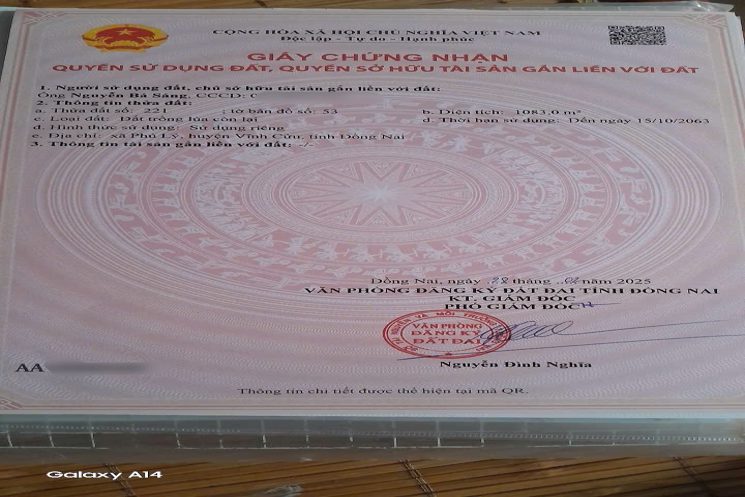 CỘNG HÒA XÃ HỘI CHỦ NGHĨA VIỆT NAM
Độc lập - Tự do - Hạnh phúc
GIẤY CHỨNG NHẬN
QUYỀN SỬ DỤNG ĐẤT, QUYỀN SỞ HỮU TÀI SẢN GẮN LIỀN VỚI ĐẤT
1. Người sử dụng đất, chủ sở hữu tài sản gắn liền với đất:
Ông Nguyễn Bá Sáng, CCCD: C
2. Thông tin thửa đất:
a. Thửa đất số: 221 ; tờ bản đồ số: 53 b. Diện tích: 1083,0 m²
c. Loại đất: Đất trồng lúa còn lại d. Thời hạn sử dụng: Đến ngày 15/10/2063
đ. Hình thức sử dụng: Sử dụng riêng
e. Địa chỉ: xã Phú Lý, huyện Vĩnh Cửu, tỉnh Đồng Nai
3. Thông tin tài sản gắn liền với đất: -/-
Đồng Nai, ngày 28 tháng 02 năm 2025
VĂN PHÒNG ĐĂNG KÝ ĐẤT ĐAI TỈNH ĐỒNG NAI
KT. GIÁM ĐỐC
PHÓ GIÁM ĐỐC
VĂN PHÒNG
ĐĂNG KÝ
ĐẤT ĐAI
Nguyễn Đình Nghĩa
AA
Thông tin chi tiết được thể hiện tại mã QR.
Galaxy A14